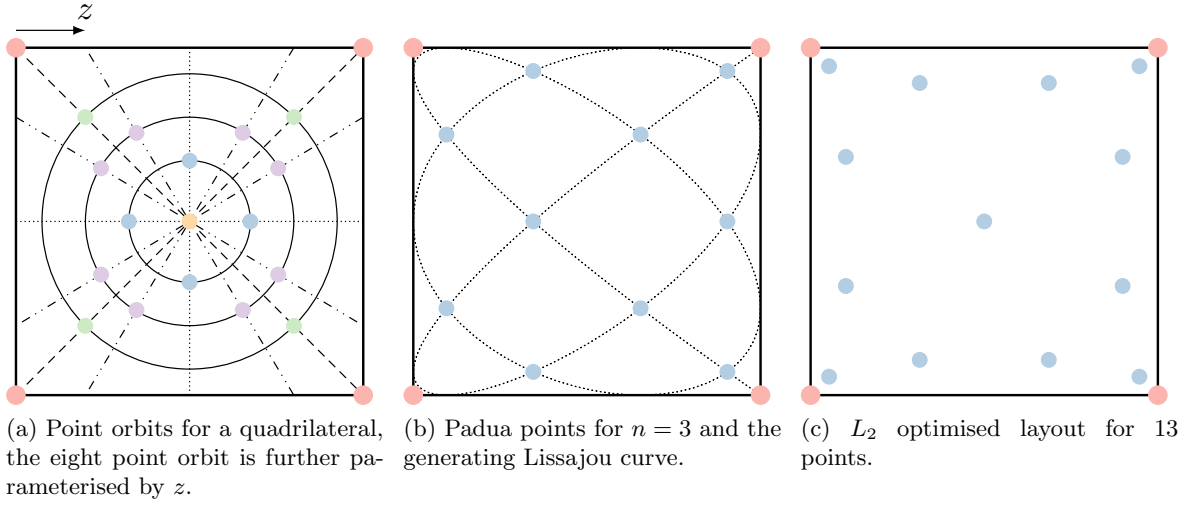 z
(a) Point orbits for a quadrilateral,
the eight point orbit is further pa-
rameterised by z.
(b) Padua points for n = 3 and the
generating Lissajou curve.
(c) L₂ optimised layout for 13
points.